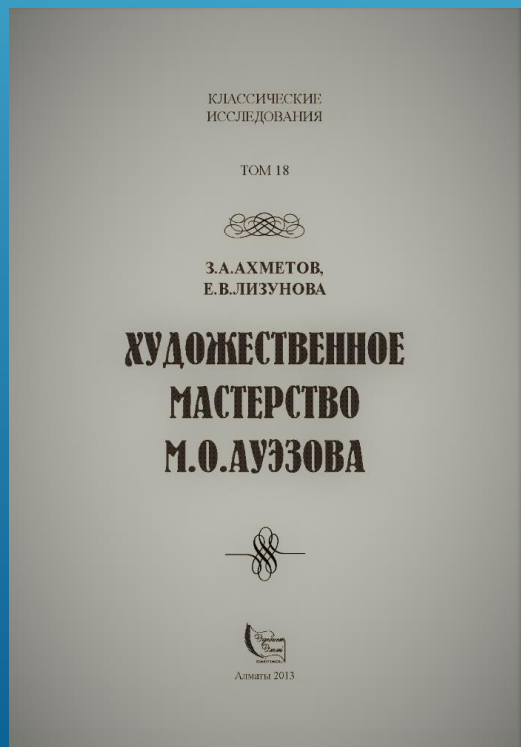 КЛАССИЧЕСКИЕ
ИССЛЕДОВАНИЯ
ТОМ 18
З.А.АХМЕТОВ,
Е.В.ЛИЗУНОВА
ХУДОЖЕСТВЕННОЕ
МАСТЕРСТВО
М.О.АУЭЗОВА
Алматы 2013